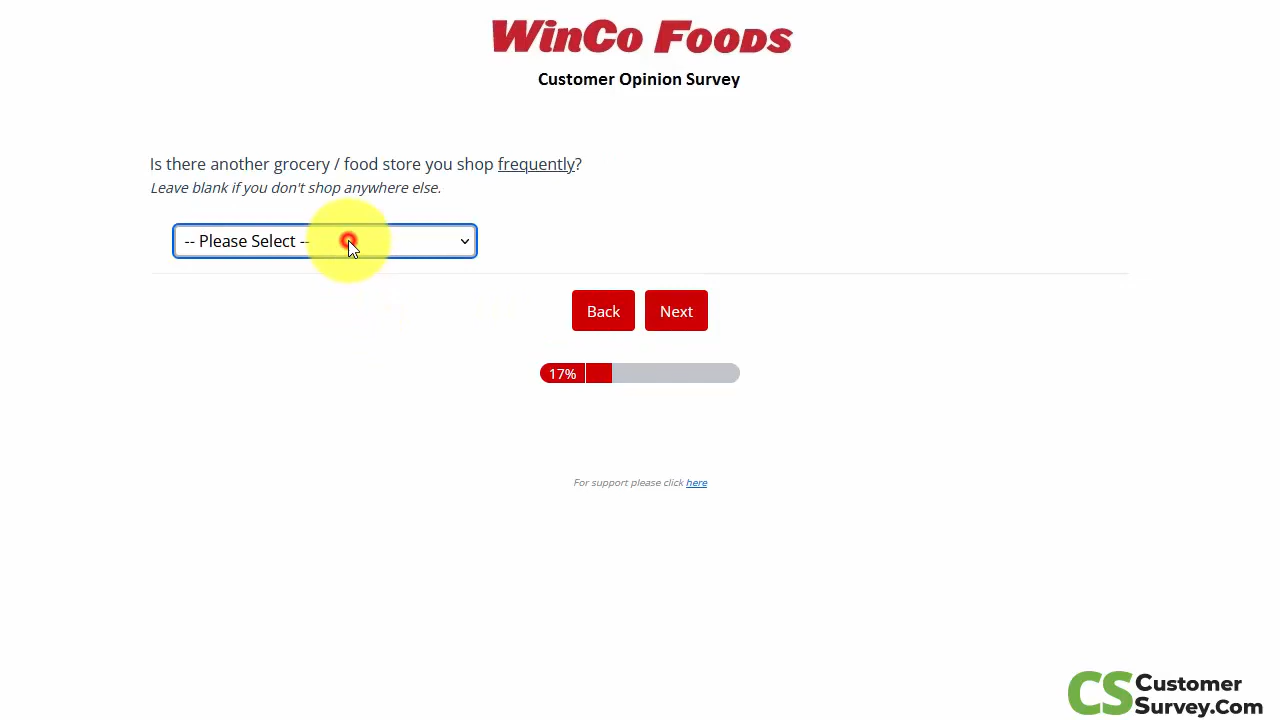 WinCo Foods
Customer Opinion Survey
Is there another grocery / food store you shop frequently?
Leave blank if you don't shop anywhere else.
-- Please Select --
Back Next
17%
For support please click here
CS Customer
Survey.Com